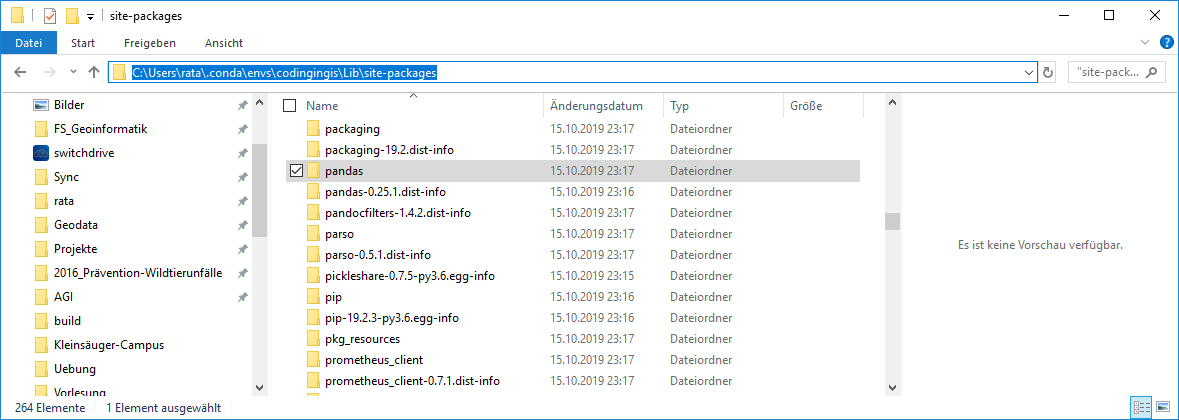 site-packages
Datei Start Freigeben Ansicht
C:\Users\rata\.conda\envs\codingingis\Lib\site-packages
"site-pack...
Bilder
FS_Geoinformatik
switchdrive
Sync
rata
Geodata
Projekte
2016_Prävention-Wildtierunfälle
AGI
build
Kleinsäuger-Campus
Uebung
Vorlesung
Name Änderungsdatum Typ Größe
packaging 15.10.2019 23:17 Dateiordner
packaging-19.2.dist-info 15.10.2019 23:17 Dateiordner
pandas 15.10.2019 23:17 Dateiordner
pandas-0.25.1.dist-info 15.10.2019 23:16 Dateiordner
pandocfilters-1.4.2.dist-info 15.10.2019 23:17 Dateiordner
parso 15.10.2019 23:17 Dateiordner
parso-0.5.1.dist-info 15.10.2019 23:17 Dateiordner
pickleshare-0.7.5-py3.6.egg-info 15.10.2019 23:15 Dateiordner
pip 15.10.2019 23:16 Dateiordner
pip-19.2.3-py3.6.egg-info 15.10.2019 23:16 Dateiordner
pkg_resources 15.10.2019 23:17 Dateiordner
prometheus_client 15.10.2019 23:17 Dateiordner
prometheus_client-0.7.1.dist-info 15.10.2019 23:17 Dateiordner
Es ist keine Vorschau verfügbar.
264 Elemente 1 Element ausgewählt